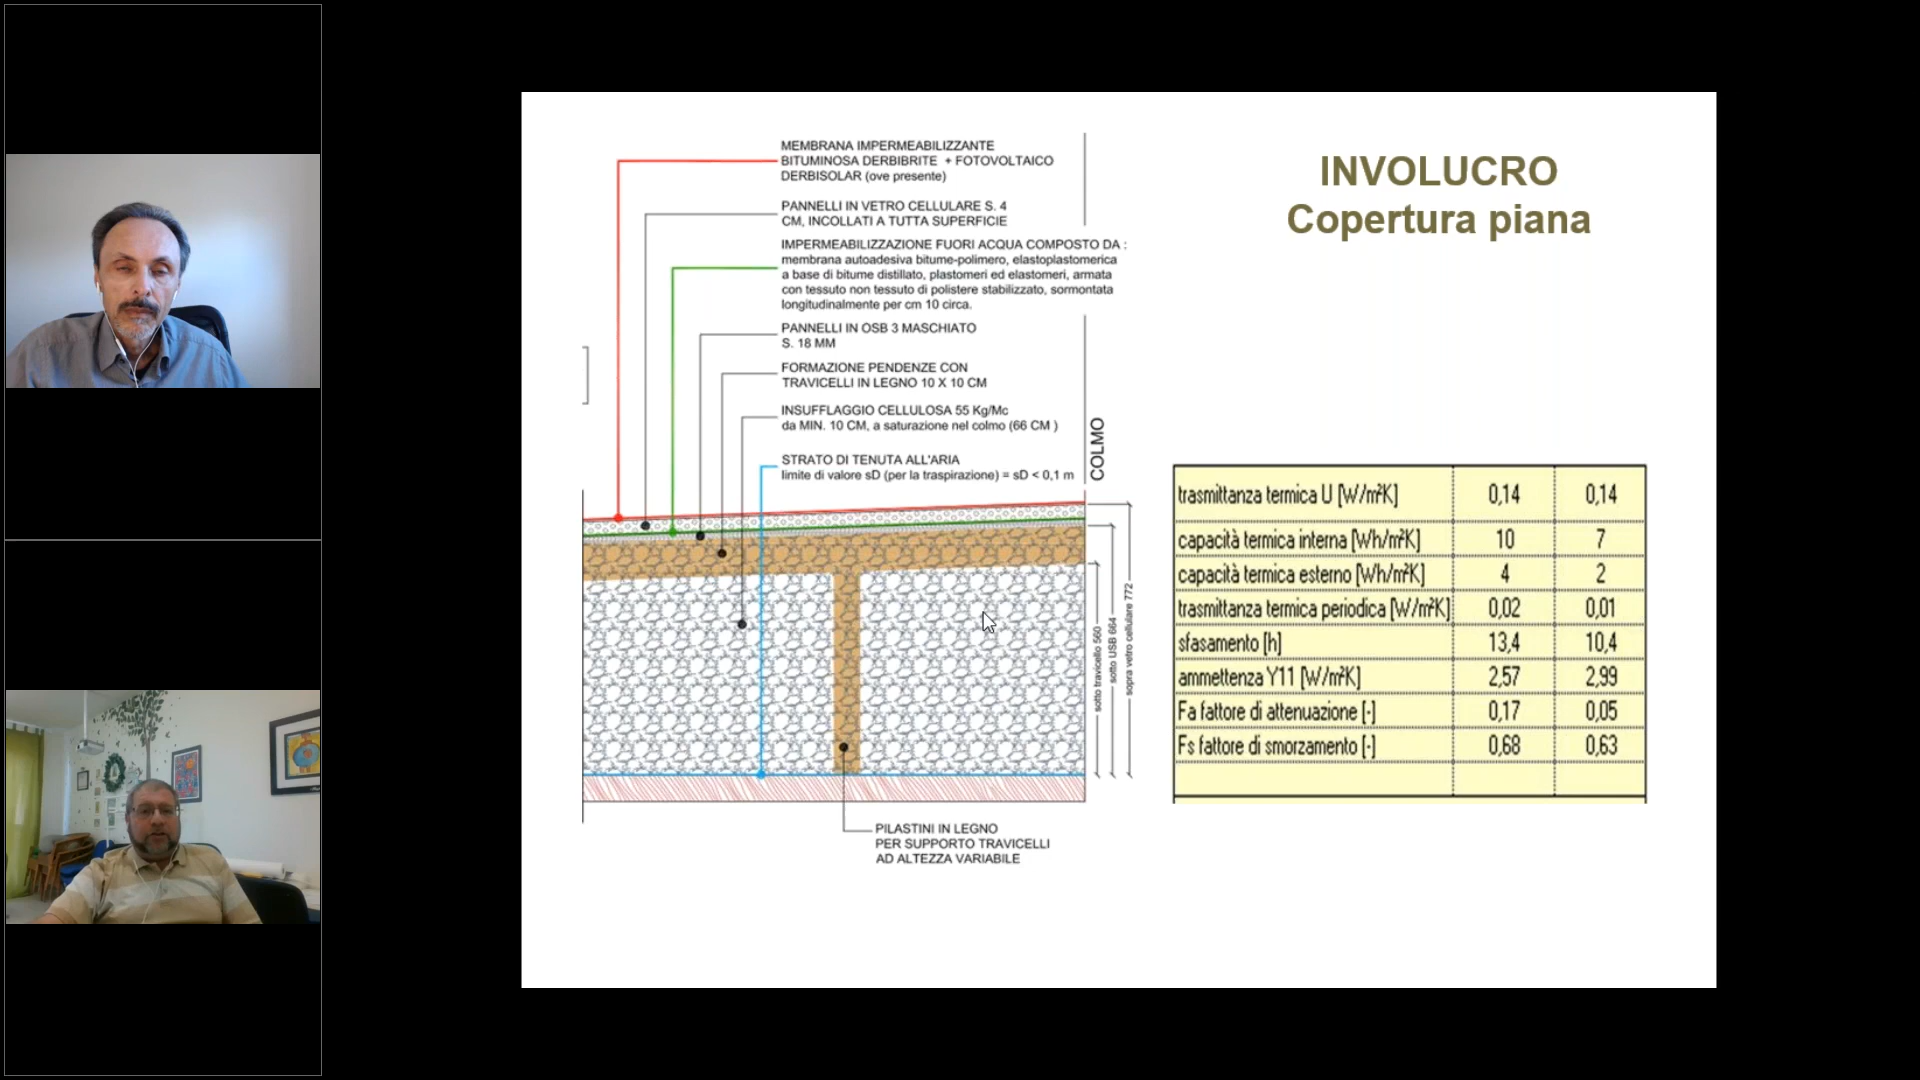 MEMBRANA IMPERMEABILIZZANTE
BITUMINOSA DERBIBRITE + FOTOVOLTAICO
DERBISOLAR (ove presente)
PANNELLI IN VETRO CELLULARE S. 4
CM, INCOLLATI A TUTTA SUPERFICIE
IMPERMEABILIZZAZIONE FUORI ACQUA COMPOSTO DA :
membrana autoadesiva bitume-polimero, elastoplastomerica
a base di bitume distillato, plastomeri ed elastomeri, armata
con tessuto non tessuto di polistere stabilizzato, sormontata
longitudinalmente per cm 10 circa.
PANNELLI IN OSB 3 MASCHIATO
S. 18 MM
FORMAZIONE PENDENZE CON
TRAVICELLI IN LEGNO 10 X 10 CM
INSUFFLAGGIO CELLULOSA 55 Kg/Mc
da MIN. 10 CM, a saturazione nel colmo (66 CM )
STRATO DI TENUTA ALL'ARIA
limite di valore sD (per la traspirazione) = sD < 0,1 m
COLMO
sotto travicello 560
sotto USB 664
sopra vetro cellulare 772
PILASTINI IN LEGNO
PER SUPPORTO TRAVICELLI
AD ALTEZZA VARIABILE
INVOLUCRO
Copertura piana
trasmittanza termica U [W/m²K] 0,14 0,14
capacità termica interna [Wh/m²K] 10 7
capacità termica esterno [Wh/m²K] 4 2
trasmittanza termica periodica [W/m²K] 0,02 0,01
sfasamento [h] 13,4 10,4
ammettenza Y11 [W/m²K] 2,57 2,99
Fa fattore di attenuazione [-] 0,17 0,05
Fs fattore di smorzamento [-] 0,68 0,63